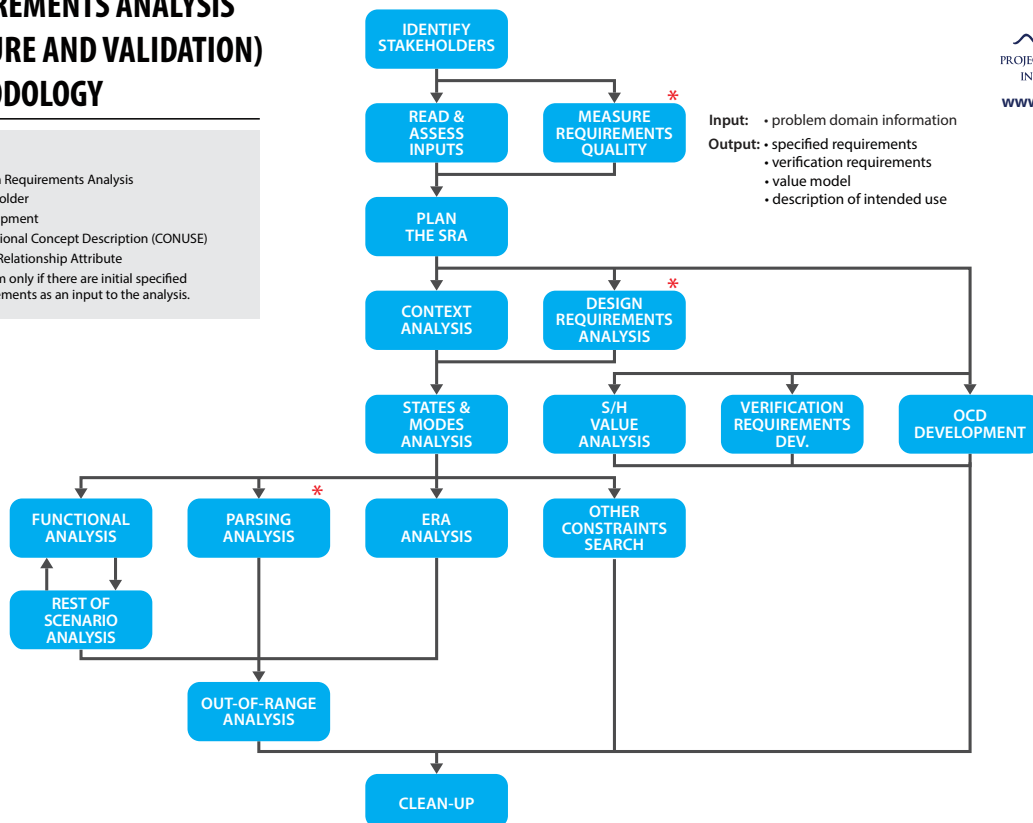 REMENTS ANALYSIS
URE AND VALIDATION)
ODOLOGY
Requirements Analysis
older
pment
ional Concept Description (CONUSE)
Relationship Attribute
m only if there are initial specified
ements as an input to the analysis.
IDENTIFY
STAKEHOLDERS
READ &
ASSESS
INPUTS
*
MEASURE
REQUIREMENTS
QUALITY
Input: • problem domain information
Output: • specified requirements
• verification requirements
• value model
• description of intended use
PROJE
IN
www
PLAN
THE SRA
CONTEXT
ANALYSIS
*
DESIGN
REQUIREMENTS
ANALYSIS
STATES &
MODES
ANALYSIS
S/H
VALUE
ANALYSIS
VERIFICATION
REQUIREMENTS
DEV.
OCD
DEVELOPMENT
FUNCTIONAL
ANALYSIS
*
PARSING
ANALYSIS
ERA
ANALYSIS
OTHER
CONSTRAINTS
SEARCH
REST OF
SCENARIO
ANALYSIS
OUT-OF-RANGE
ANALYSIS
CLEAN-UP